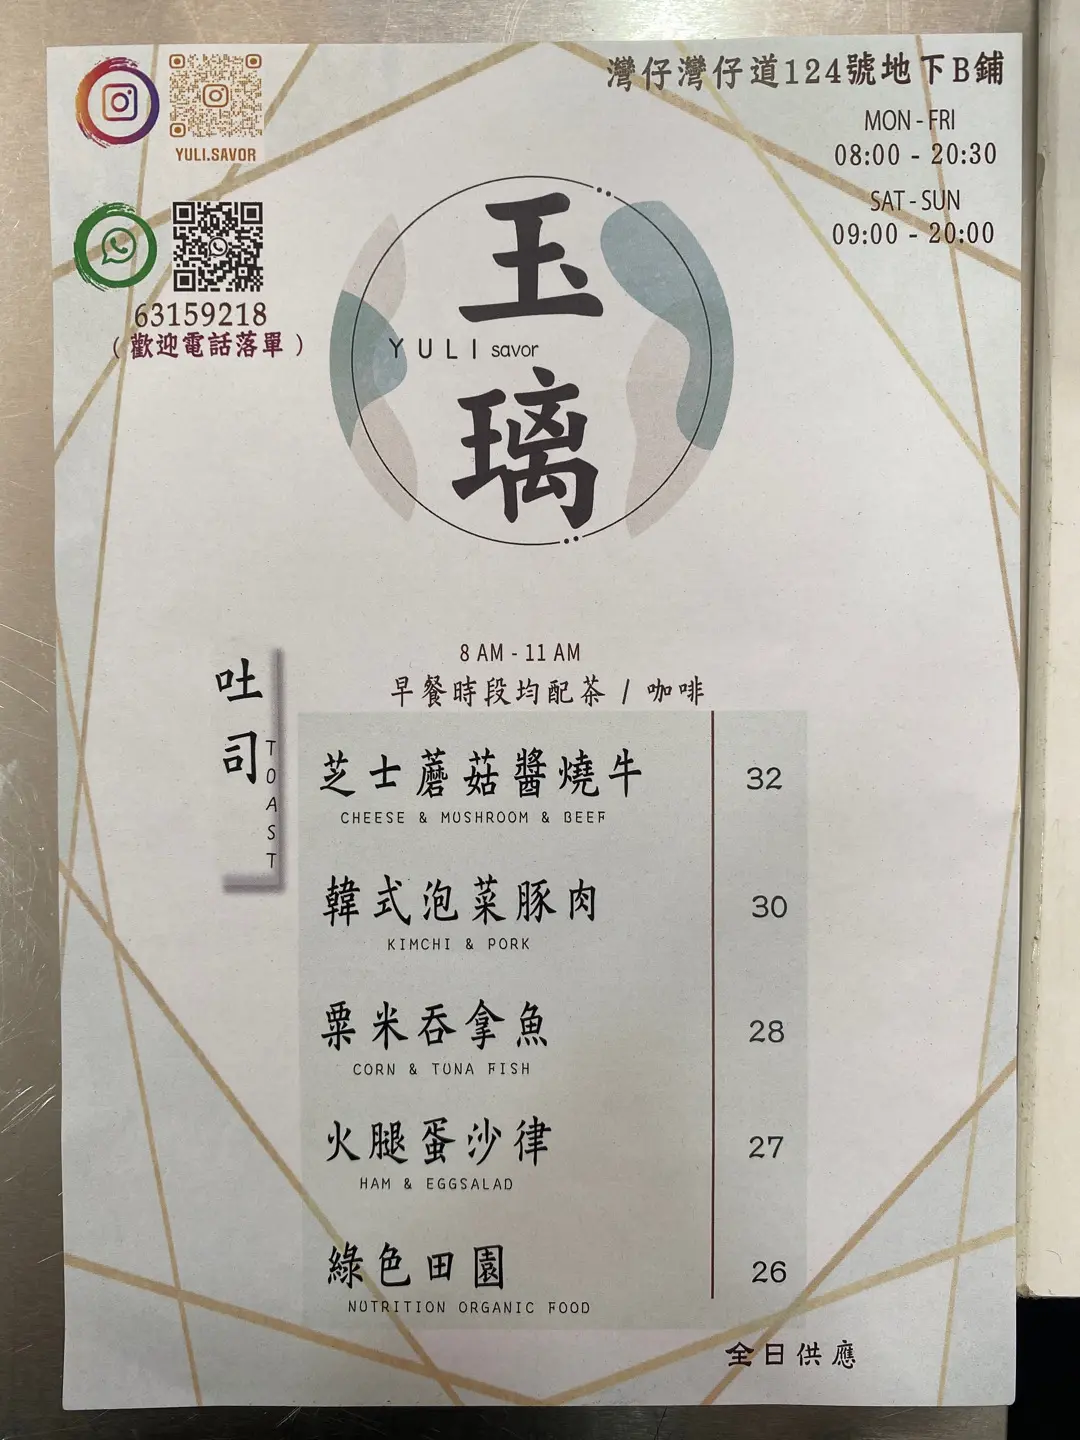 YULI.SAVOR
63159218
（歡迎電話落單）
灣仔灣仔道124號地下B鋪
MON - FRI
08:00 - 20:30
SAT - SUN
09:00 - 20:00
玉
YULI savor
璃
吐司
TOAST
8 AM - 11 AM
早餐時段均配茶 / 咖啡
芝士蘑菇醬燒牛 32
CHEESE & MUSHROOM & BEEF
韓式泡菜豚肉 30
KIMCHI & PORK
粟米吞拿魚 28
CORN & TUNA FISH
火腿蛋沙律 27
HAM & EGGSALAD
綠色田園 26
NUTRITION ORGANIC FOOD
全日供應